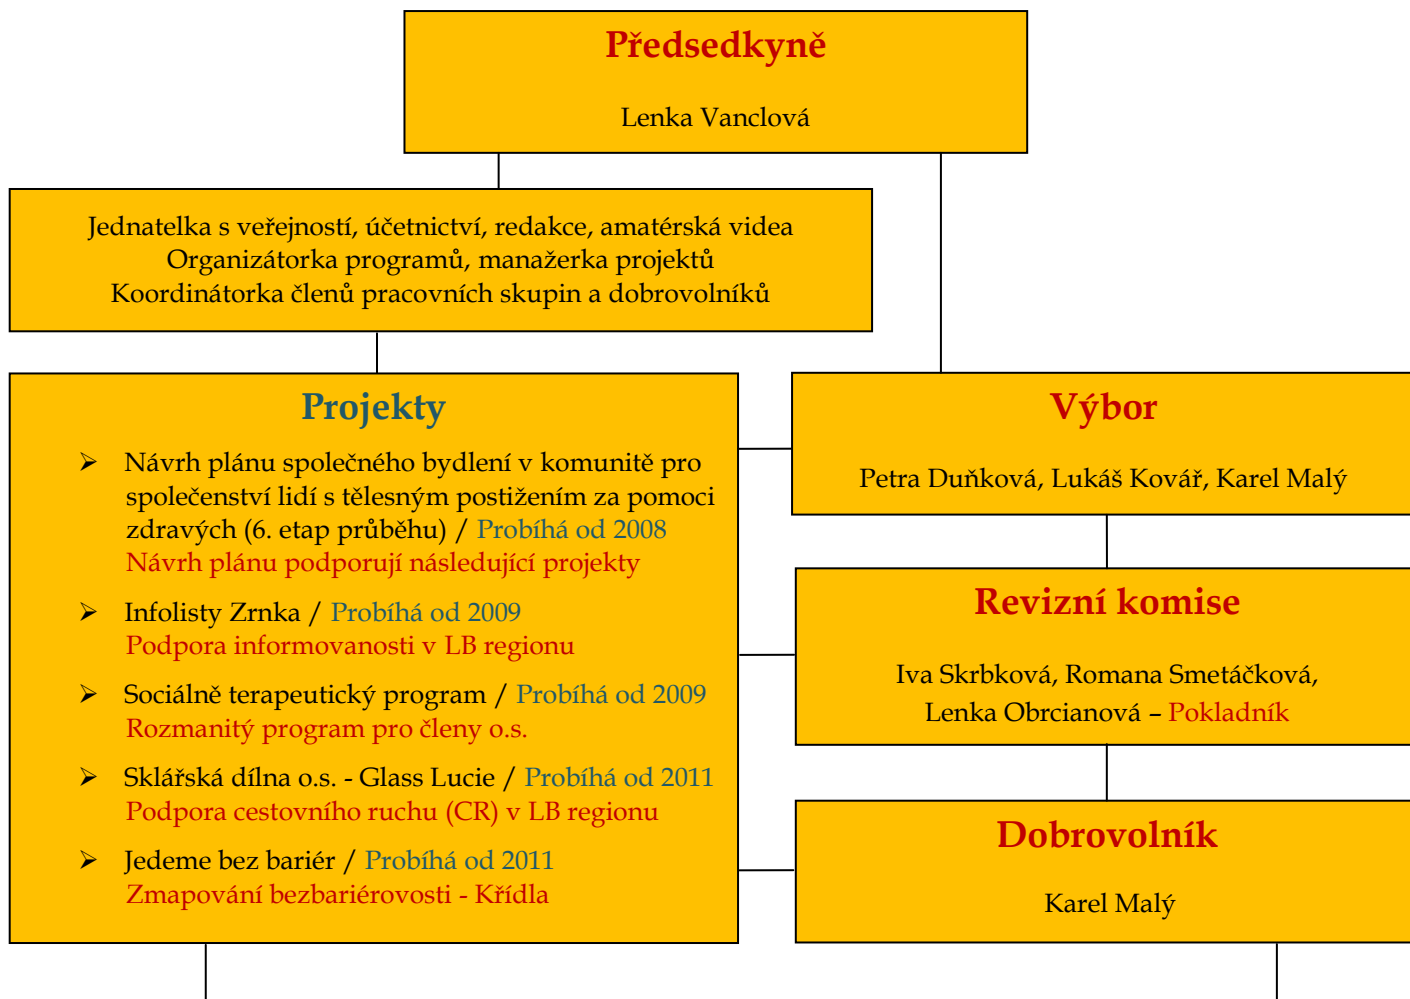 Předsedkyně
Lenka Vanclová
Jednatelka s veřejností, účetnictví, redakce, amatérská videa
Organizátorka programů, manažerka projektů
Koordinátorka členů pracovních skupin a dobrovolníků
Projekty
➢ Návrh plánu společného bydlení v komunitě pro
společenství lidí s tělesným postižením za pomoci
zdravých (6. etap průběhu) / Probíhá od 2008
Návrh plánu podporují následující projekty
➢ Infolisty Zrnka / Probíhá od 2009
Podpora informovanosti v LB regionu
➢ Sociálně terapeutický program / Probíhá od 2009
Rozmanitý program pro členy o.s.
➢ Sklářská dílna o.s. - Glass Lucie / Probíhá od 2011
Podpora cestovního ruchu (CR) v LB regionu
➢ Jedeme bez bariér / Probíhá od 2011
Zmapování bezbariérovosti - Křídla
Výbor
Petra Duňková, Lukáš Kovář, Karel Malý
Revizní komise
Iva Skrbková, Romana Smetáčková,
Lenka Obrcianová – Pokladník
Dobrovolník
Karel Malý